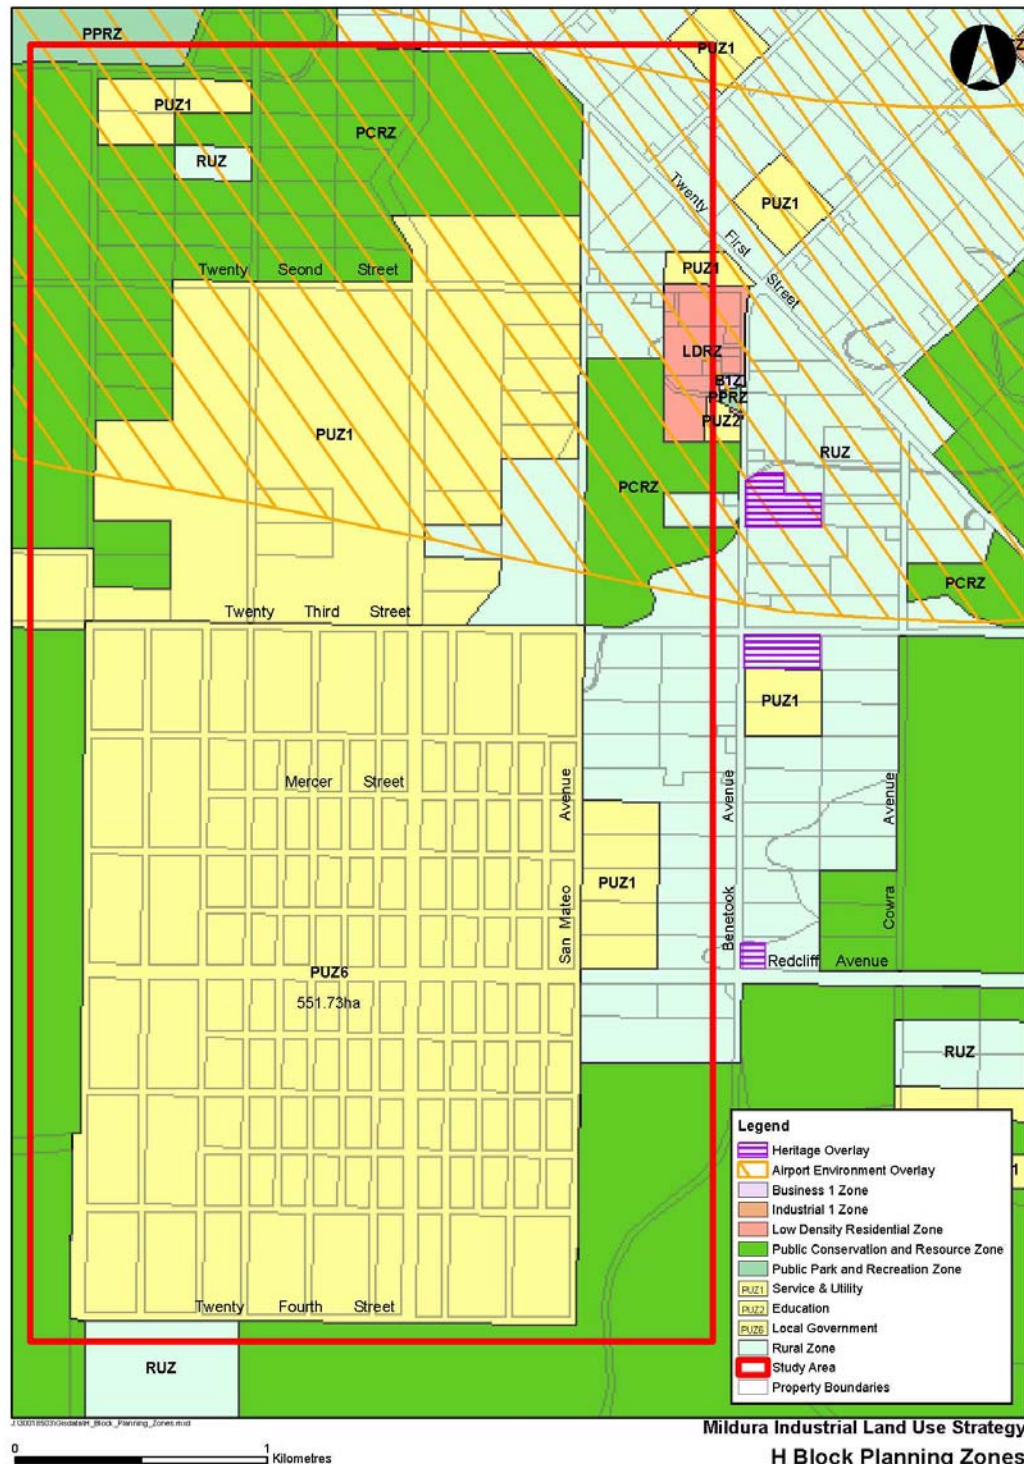 PPRZ
PUZ1
Z
PUZ1
PCRZ
RUZ
Twenty First Street
PUZ1
Twenty Seond Street
PUZ1
LDRZ
B1Z
PPRZ
PUZ2
PUZ1
RUZ
PCRZ
PCRZ
Twenty Third Street
PUZ1
Mercer Street
San Mateo Avenue
Benetook Avenue
Cowra Avenue
PUZ1
Redcliff Avenue
PUZ6
551.73ha
RUZ
1
Twenty Fourth Street
RUZ
Legend
Heritage Overlay
Airport Environment Overlay
Business 1 Zone
Industrial 1 Zone
Low Density Residential Zone
Public Conservation and Resource Zone
Public Park and Recreation Zone
PUZ1 Service & Utility
PUZ2 Education
PUZ6 Local Government
Rural Zone
Study Area
Property Boundaries
Mildura Industrial Land Use Strategy
H Block Planning Zones
0 1 Kilometres